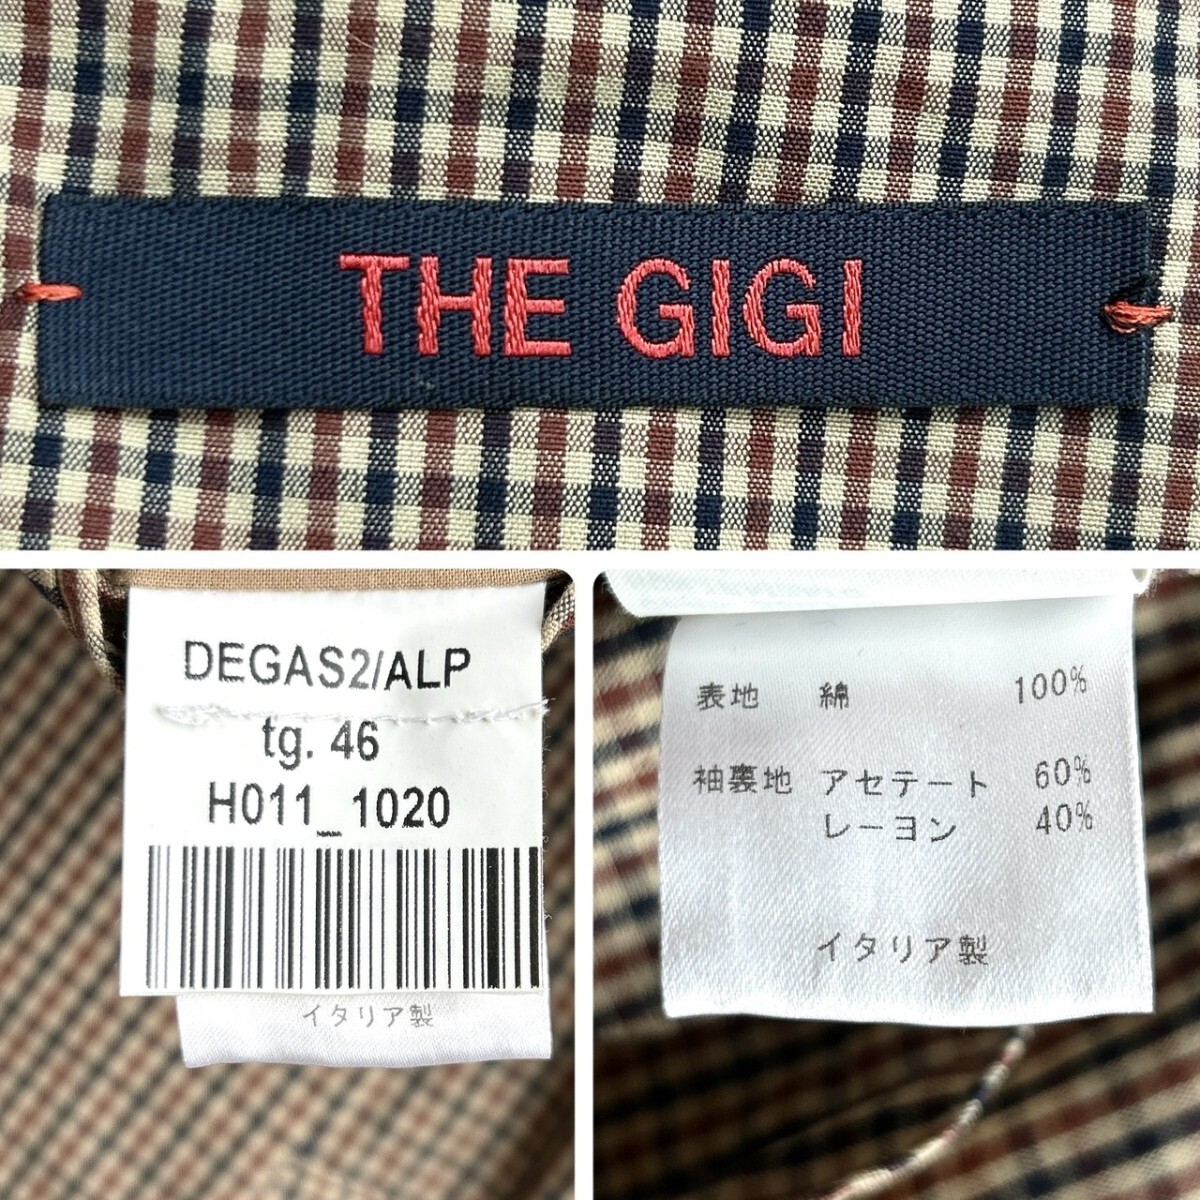 THE GIGI
DEGAS2/ALP
tg. 46
H011_1020
イタリア製
表地 綿 100%
袖裏地 アセテート 60%
レーヨン 40%
イタリア製